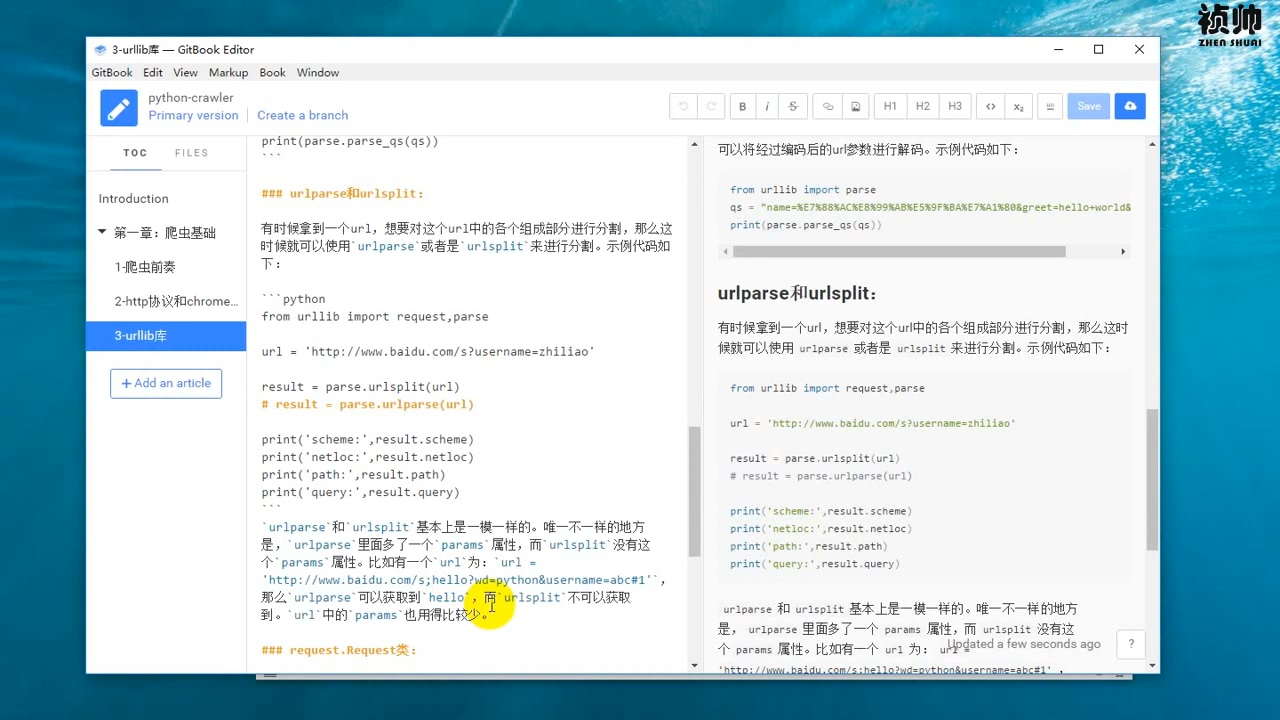 祯帅
ZHEN SHUAI
3-urllib库 — GitBook Editor
GitBook Edit View Markup Book Window
python-crawler
Primary version Create a branch
B i S H1 H2 H3 <> x₂ Save
TOC FILES
Introduction
第一章：爬虫基础
1-爬虫前奏
2-http协议和chrome...
3-urllib库
+ Add an article
print(parse.parse_qs(qs))
```
### urlparse和urlsplit：
有时候拿到一个url，想要对这个url中的各个组成部分进行分割，那么这
时候就可以使用`urlparse`或者是`urlsplit`来进行分割。示例代码如
下：
```python
from urllib import request,parse
url = 'http://www.baidu.com/s?username=zhiliao'
result = parse.urlsplit(url)
# result = parse.urlparse(url)
print('scheme:',result.scheme)
print('netloc:',result.netloc)
print('path:',result.path)
print('query:',result.query)
```
`urlparse`和`urlsplit`基本上是一模一样的。唯一不一样的地方
是，`urlparse`里面多了一个`params`属性，而`urlsplit`没有这
个`params`属性。比如有一个`url`为：`url =
'http://www.baidu.com/s;hello?wd=python&username=abc#1'`，
那么`urlparse`可以获取到`hello`，而`urlsplit`不可以获取
到。`url`中的`params`也用得比较少。
### request.Request类：
可以将经过编码后的url参数进行解码。示例代码如下：
from urllib import parse
qs = "name=%E7%88%AC%E8%99%AB%E5%9F%BA%E7%A1%80&greet=hello+world&
print(parse.parse_qs(qs))
urlparse和urlsplit：
有时候拿到一个url，想要对这个url中的各个组成部分进行分割，那么这时
候就可以使用 urlparse 或者是 urlsplit 来进行分割。示例代码如下：
from urllib import request,parse
url = 'http://www.baidu.com/s?username=zhiliao'
result = parse.urlsplit(url)
# result = parse.urlparse(url)
print('scheme:',result.scheme)
print('netloc:',result.netloc)
print('path:',result.path)
print('query:',result.query)
urlparse 和 urlsplit 基本上是一模一样的。唯一不一样的地方
是， urlparse 里面多了一个 params 属性，而 urlsplit 没有这
个 params 属性。比如有一个 url 为： url =
'http://www.baidu.com/s;hello?wd=python&username=abc#1' ，
Updated a few seconds ago
?